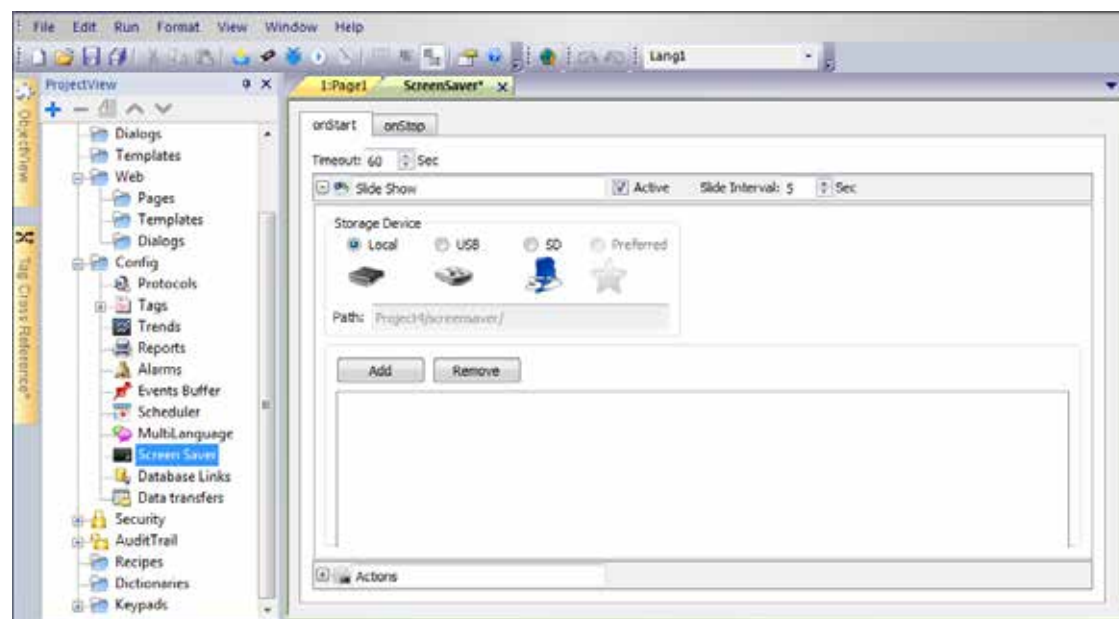 File Edit Run Format View Window Help
Lang1
ProjectView
1:Page1
ScreenSaver*
ObjectView
Tag Cross Reference*
Dialogs
Templates
Web
Pages
Templates
Dialogs
Config
Protocols
Tags
Trends
Reports
Alarms
Events Buffer
Scheduler
MultiLanguage
Screen Saver
Database Links
Data transfers
Security
AuditTrail
Recipes
Dictionaries
Keypads
onStart onStop
Timeout: 60 Sec
Slide Show Active Slide Interval: 5 Sec
Storage Device
Local USB SD Preferred
Path: Project4/screensaver/
Add Remove
Actions